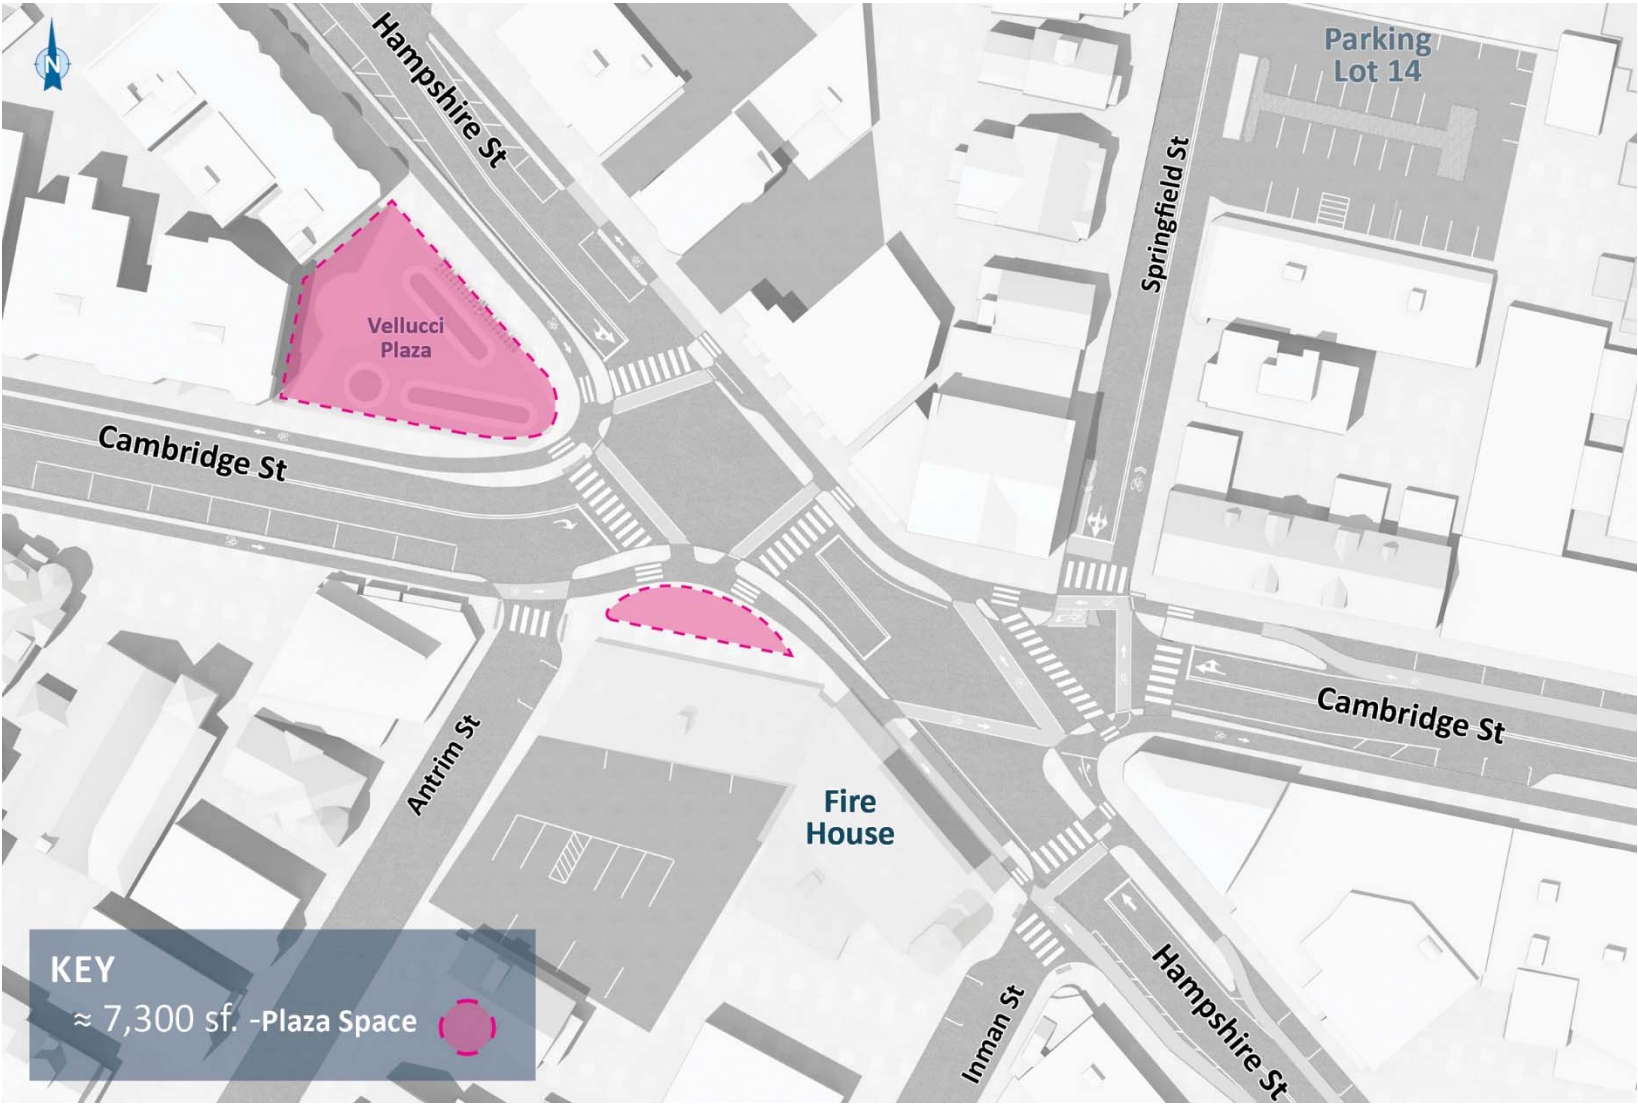 N
Hampshire St
Parking
Lot 14
Springfield St
Vellucci
Plaza
Cambridge St
Cambridge St
Antrim St
Fire
House
KEY
≈ 7,300 sf. -Plaza Space
Inman St
Hampshire St